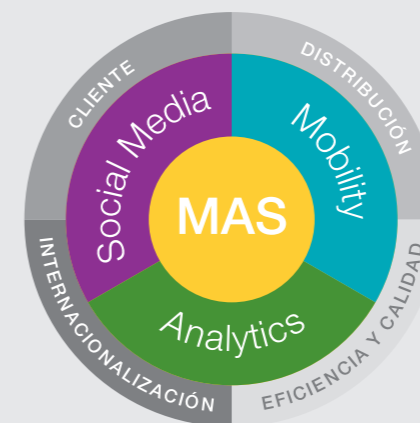 CLIENTE
DISTRIBUCIÓN
Social Media
Mobility
MAS
Analytics
INTERNACIONALIZACIÓN
EFICIENCIA Y CALIDAD